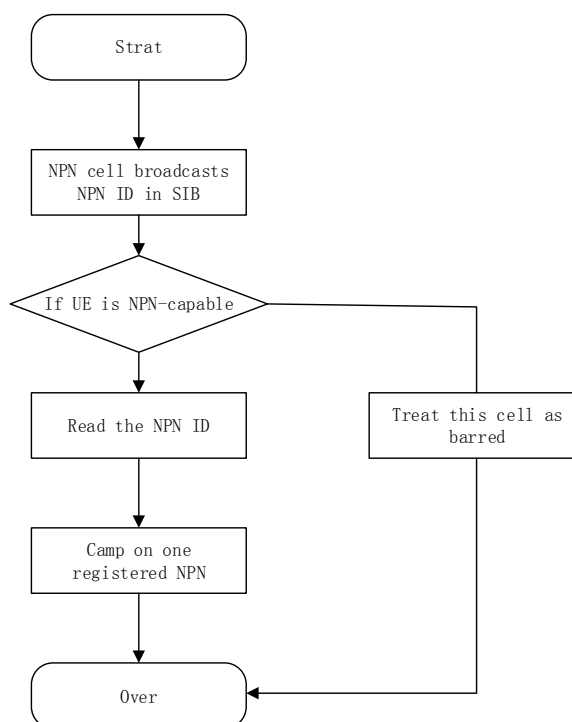 Strat
NPN cell broadcasts
NPN ID in SIB
If UE is NPN-capable
Read the NPN ID
Treat this cell as
barred
Camp on one
registered NPN
Over